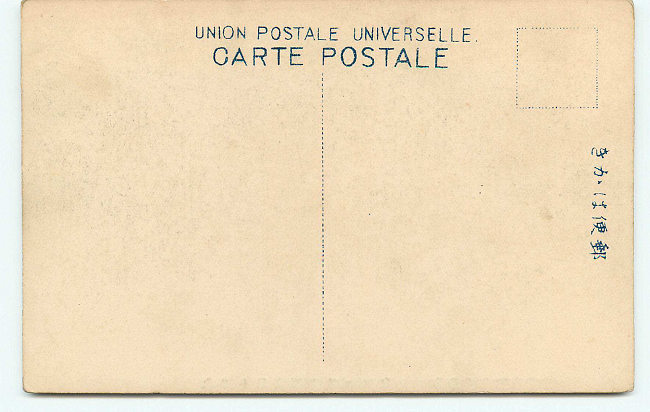 UNION POSTALE UNIVERSELLE.
CARTE POSTALE
郵便はがき